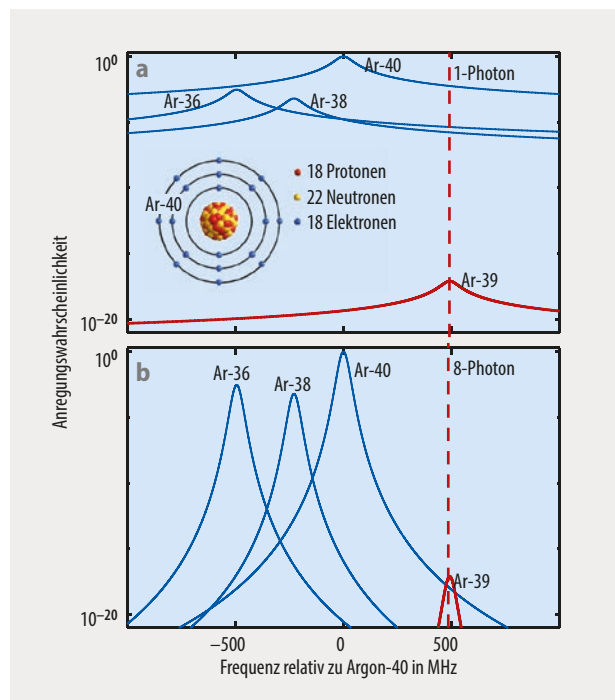 Anregungswahrscheinlichkeit
a
10⁰
Ar-40
1-Photon
Ar-36
Ar-38
Ar-40
18 Protonen
22 Neutronen
18 Elektronen
Ar-39
10⁻²⁰
b
10⁰
Ar-36
Ar-38
Ar-40
8-Photon
Ar-39
10⁻²⁰
−500
0
500
Frequenz relativ zu Argon-40 in MHz